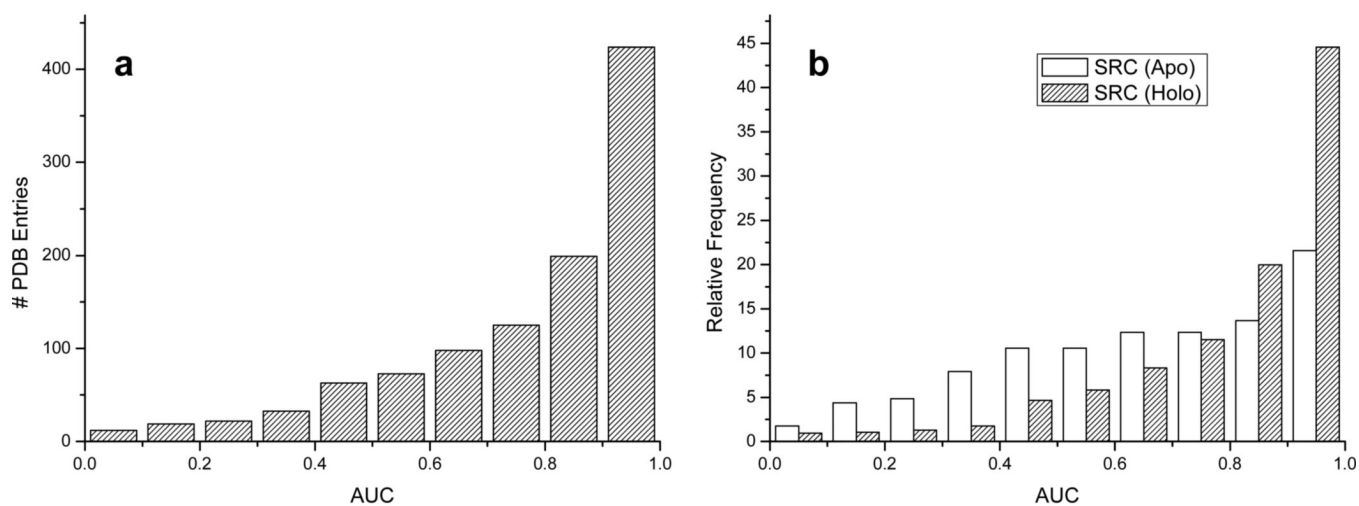 a
# PDB Entries
400
300
200
100
0
0.0 0.2 0.4 0.6 0.8 1.0
AUC
b
SRC (Apo)
SRC (Holo)
Relative Frequency
45
40
35
30
25
20
15
10
5
0
0.0 0.2 0.4 0.6 0.8 1.0
AUC